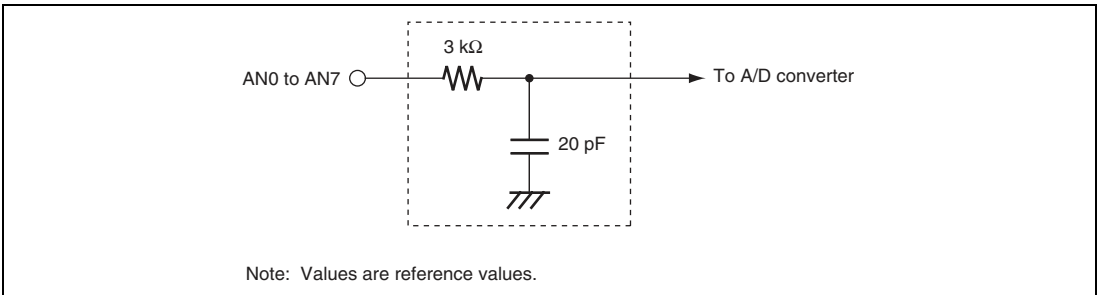 3 kΩ
AN0 to AN7
To A/D converter
20 pF
Note: Values are reference values.